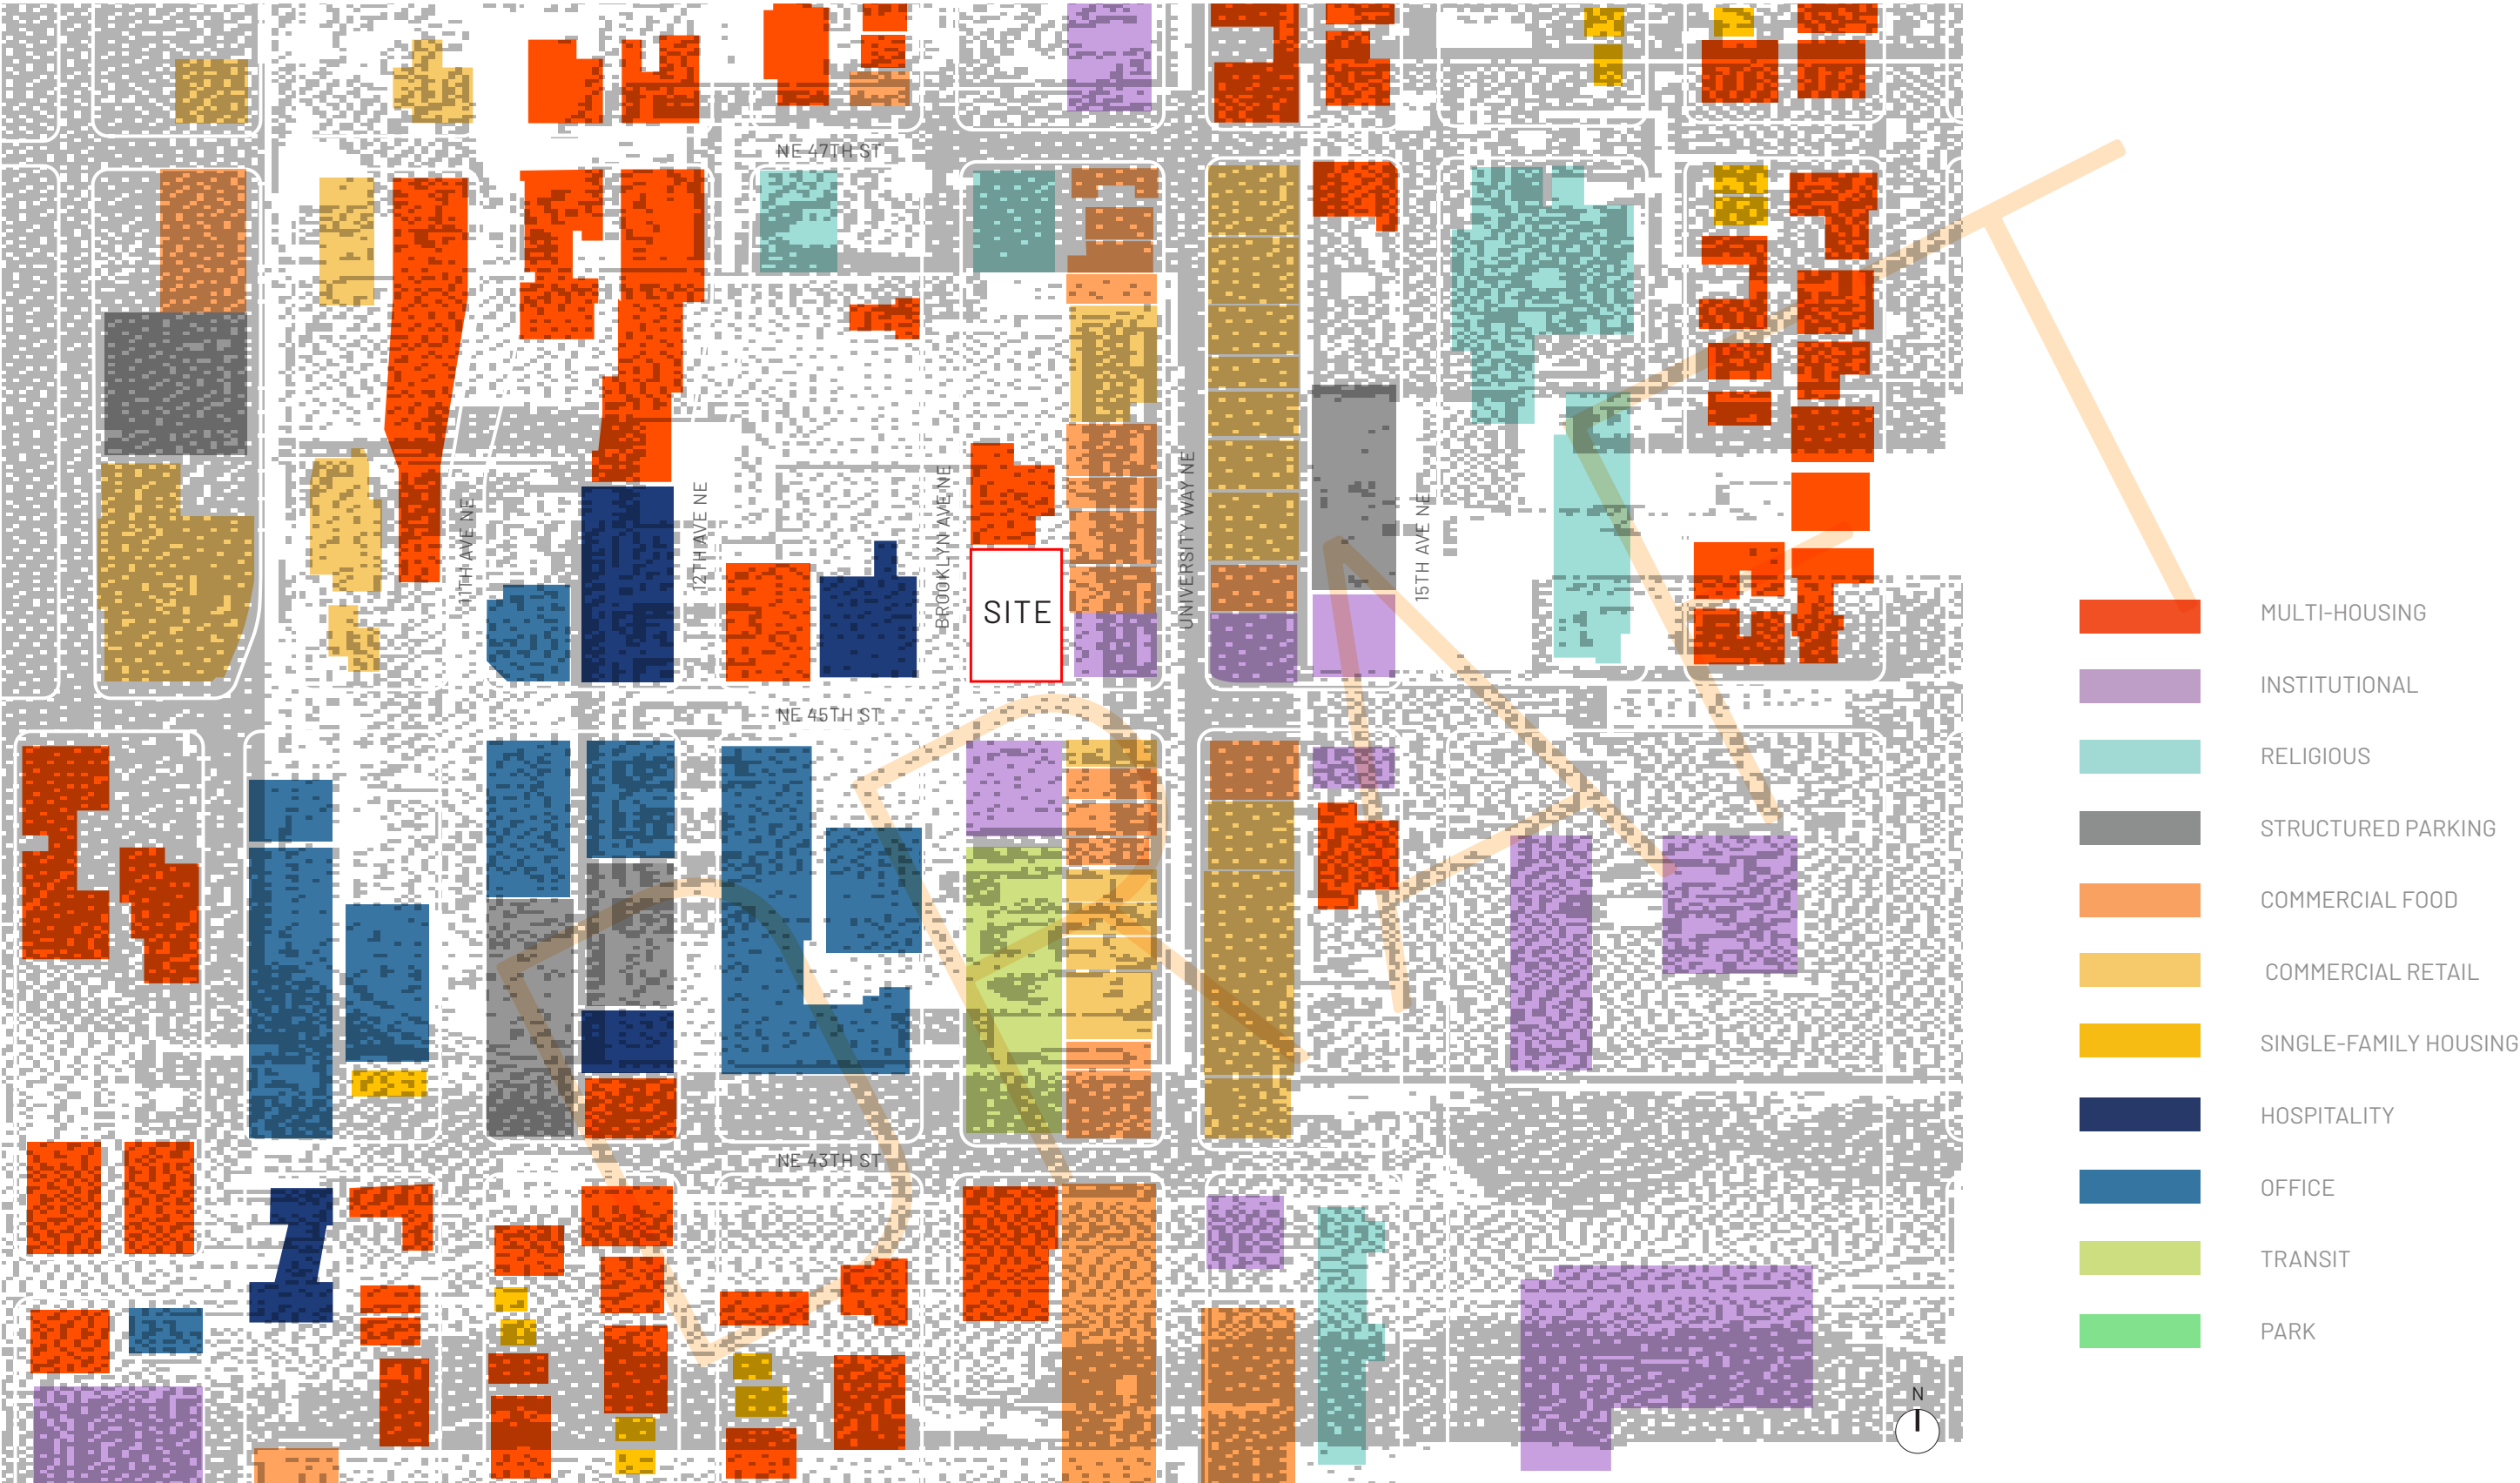 NE 47TH ST
11TH AVE NE
12TH AVE NE
BROOKLYN AVE NE
UNIVERSITY WAY NE
15TH AVE NE
SITE
NE 45TH ST
NE 43TH ST
MULTI-HOUSING
INSTITUTIONAL
RELIGIOUS
STRUCTURED PARKING
COMMERCIAL FOOD
COMMERCIAL RETAIL
SINGLE-FAMILY HOUSING
HOSPITALITY
OFFICE
TRANSIT
PARK
N